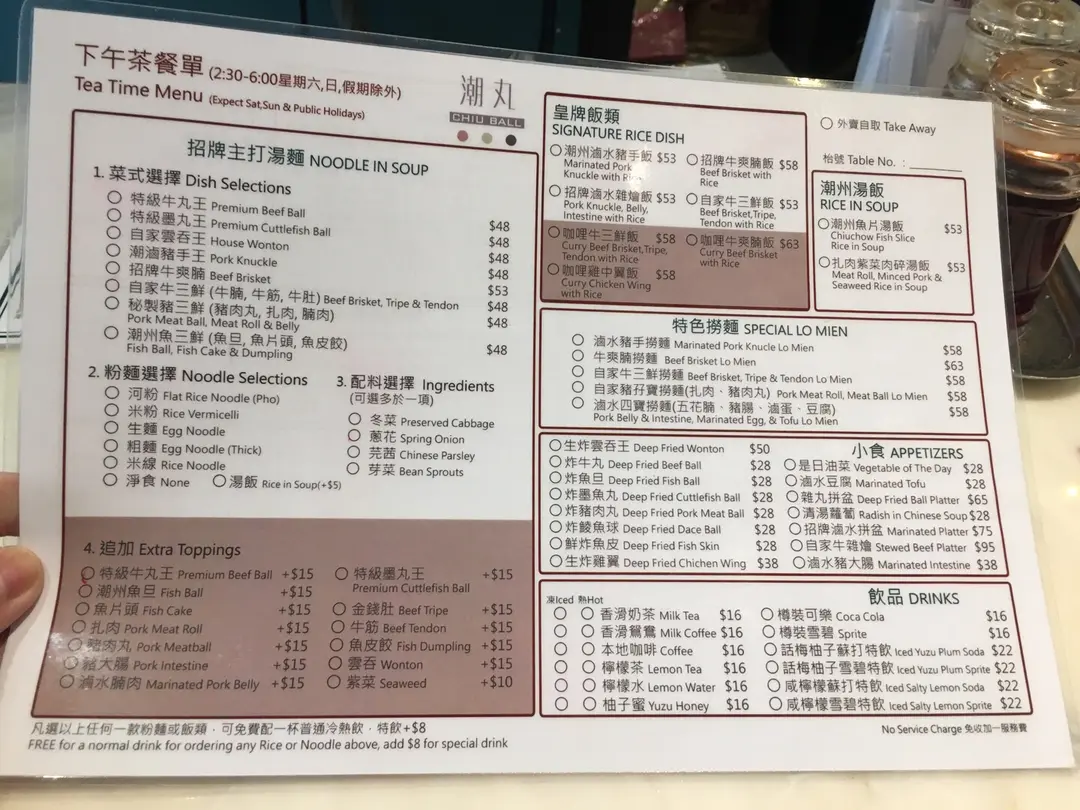 下午茶餐單 (2:30-6:00星期六,日,假期除外)
Tea Time Menu (Expect Sat,Sun & Public Holidays)
潮丸
CHIU BALL
招牌主打湯麵 NOODLE IN SOUP
1. 菜式選擇 Dish Selections
特級牛丸王 Premium Beef Ball $48
特級墨丸王 Premium Cuttlefish Ball $48
自家雲吞王 House Wonton $48
潮滷豬手王 Pork Knuckle $48
招牌牛爽腩 Beef Brisket $53
自家牛三鮮 (牛腩, 牛筋, 牛肚) Beef Brisket, Tripe & Tendon $48
秘製豬三鮮 (豬肉丸, 扎肉, 腩肉) $48
Pork Meat Ball, Meat Roll & Belly
潮州魚三鮮 (魚旦, 魚片頭, 魚皮餃) $48
Fish Ball, Fish Cake & Dumpling
2. 粉麵選擇 Noodle Selections
河粉 Flat Rice Noodle (Pho)
米粉 Rice Vermicelli
生麵 Egg Noodle
粗麵 Egg Noodle (Thick)
米線 Rice Noodle
淨食 None 湯飯 Rice in Soup(+$5)
3. 配料選擇 Ingredients
(可選多於一項)
冬菜 Preserved Cabbage
蔥花 Spring Onion
芫茜 Chinese Parsley
芽菜 Bean Sprouts
4. 追加 Extra Toppings
特級牛丸王 Premium Beef Ball +$15
潮州魚旦 Fish Ball +$15
魚片頭 Fish Cake +$15
扎肉 Pork Meat Roll +$15
豬肉丸 Pork Meatball +$15
豬大腸 Pork Intestine +$15
滷水腩肉 Marinated Pork Belly +$15
特級墨丸王 +$15
Premium Cuttlefish Ball
金錢肚 Beef Tripe +$15
牛筋 Beef Tendon +$15
魚皮餃 Fish Dumpling +$15
雲吞 Wonton +$15
紫菜 Seaweed +$10
凡選以上任何一款粉麵或飯類，可免費配一杯普通冷熱飲，特飲+$8
FREE for a normal drink for ordering any Rice or Noodle above, add $8 for special drink
皇牌飯類
SIGNATURE RICE DISH
潮州滷水豬手飯 $53
Marinated Pork
Knuckle with Rice
招牌牛爽腩飯 $58
Beef Brisket with
Rice
招牌滷水雜燴飯 $53
Pork Knuckle, Belly,
Intestine with Rice
自家牛三鮮飯 $53
Beef Brisket,Tripe,
Tendon with Rice
咖哩牛三鮮飯 $58
Curry Beef Brisket,Tripe,
Tendon with Rice
咖哩牛爽腩飯 $63
Curry Beef Brisket
with Rice
咖哩雞中翼飯 $58
Curry Chicken Wing
with Rice
外賣自取 Take Away
枱號 Table No. : ________
潮州湯飯
RICE IN SOUP
潮州魚片湯飯 $53
Chiuchow Fish Slice
Rice in Soup
扎肉紫菜肉碎湯飯 $53
Meat Roll, Minced Pork &
Seaweed Rice in Soup
特色撈麵 SPECIAL LO MIEN
滷水豬手撈麵 Marinated Pork Knucle Lo Mien $58
牛爽腩撈麵 Beef Brisket Lo Mien $63
自家牛三鮮撈麵 Beef Brisket, Tripe & Tendon Lo Mien $58
自家豬孖寶撈麵(扎肉、豬肉丸) Pork Meat Roll, Meat Ball Lo Mien $58
滷水四寶撈麵(五花腩、豬腸、滷蛋、豆腐) $58
Pork Belly & Intestine, Marinated Egg, & Tofu Lo Mien
小食 APPETIZERS
生炸雲吞王 Deep Fried Wonton $50
炸牛丸 Deep Fried Beef Ball $28
炸魚旦 Deep Fried Fish Ball $28
炸墨魚丸 Deep Fried Cuttlefish Ball $28
炸豬肉丸 Deep Fried Pork Meat Ball $28
炸鯪魚球 Deep Fried Dace Ball $28
鮮炸魚皮 Deep Fried Fish Skin $28
生炸雞翼 Deep Fried Chichen Wing $38
是日油菜 Vegetable of The Day $28
滷水豆腐 Marinated Tofu $28
雜丸拼盆 Deep Fried Ball Platter $65
清湯蘿蔔 Radish in Chinese Soup $28
招牌滷水拼盆 Marinated Platter $75
自家牛雜燴 Stewed Beef Platter $95
滷水豬大腸 Marinated Intestine $38
飲品 DRINKS
凍Iced 熱Hot
香滑奶茶 Milk Tea $16
香滑鴛鴦 Milk Coffee $16
本地咖啡 Coffee $16
檸檬茶 Lemon Tea $16
檸檬水 Lemon Water $16
柚子蜜 Yuzu Honey $16
樽裝可樂 Coca Cola $16
樽裝雪碧 Sprite $16
話梅柚子蘇打特飲 Iced Yuzu Plum Soda $22
話梅柚子雪碧特飲 Iced Yuzu Plum Sprite $22
咸檸檬蘇打特飲 Iced Salty Lemon Soda $22
咸檸檬雪碧特飲 Iced Salty Lemon Sprite $22
No Service Charge 免收加一服務費